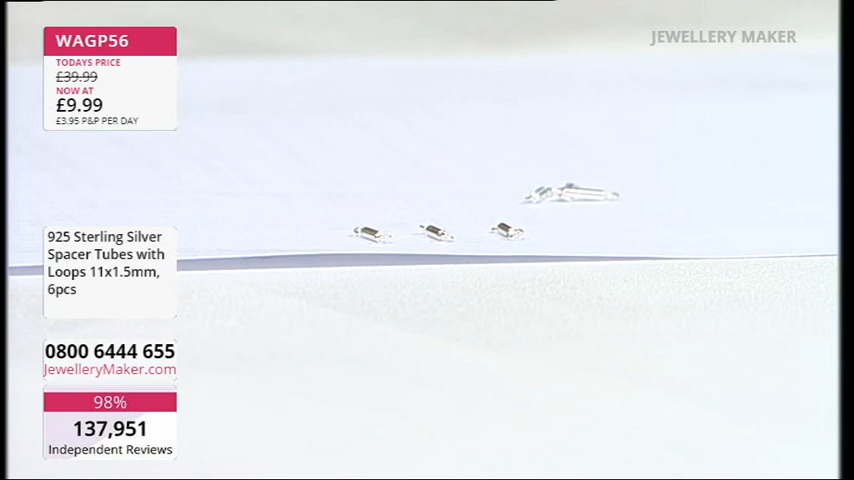 WAGP56
TODAYS PRICE
£39.99
NOW AT
£9.99
£3.95 P&P PER DAY
JEWELLERY MAKER
925 Sterling Silver
Spacer Tubes with
Loops 11x1.5mm,
6pcs
0800 6444 655
JewelleryMaker.com
98%
137,951
Independent Reviews